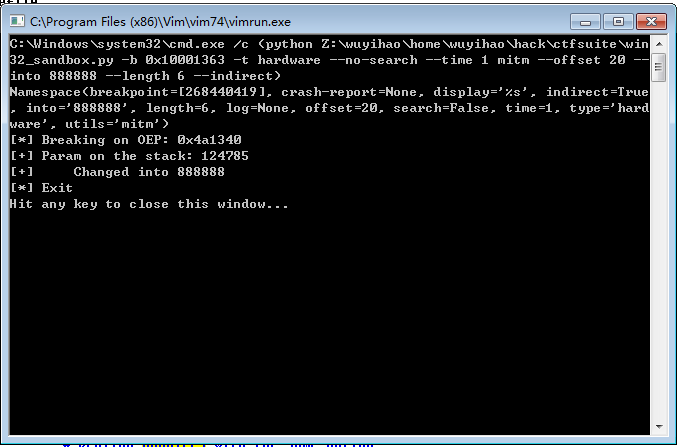 C:\Program Files (x86)\Vim\vim74\vimrun.exe
C:\Windows\system32\cmd.exe /c (python Z:\wuyihao\home\wuyihao\hack\ctfsuite\win
32_sandbox.py -b 0x10001363 -t hardware --no-search --time 1 mitm --offset 20 --
into 888888 --length 6 --indirect)
Namespace(breakpoint=[268440419], crash-report=None, display='%s', indirect=True
, into='888888', length=6, log=None, offset=20, search=False, time=1, type='hard
ware', utils='mitm')
[*] Breaking on OEP: 0x4a1340
[+] Param on the stack: 124785
[+]     Changed into 888888
[*] Exit
Hit any key to close this window...